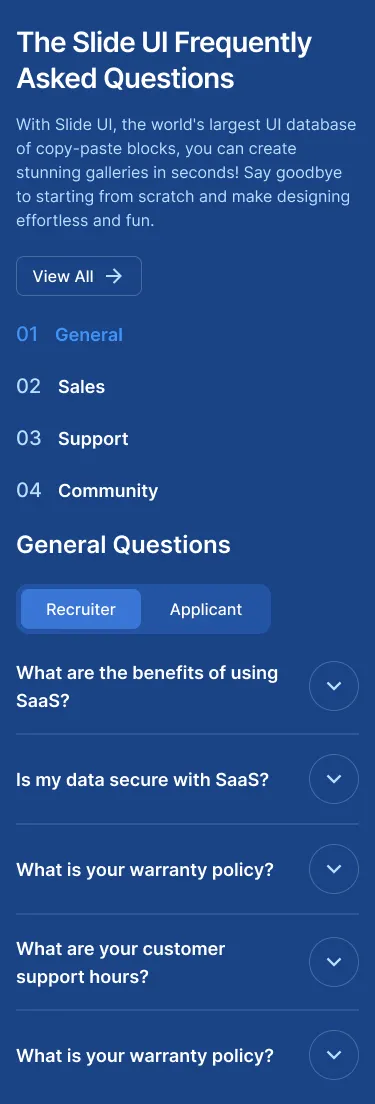 The Slide UI Frequently
Asked Questions
With Slide UI, the world's largest UI database
of copy-paste blocks, you can create
stunning galleries in seconds! Say goodbye
to starting from scratch and make designing
effortless and fun.
View All
01 General
02 Sales
03 Support
04 Community
General Questions
Recruiter Applicant
What are the benefits of using
SaaS?
Is my data secure with SaaS?
What is your warranty policy?
What are your customer
support hours?
What is your warranty policy?